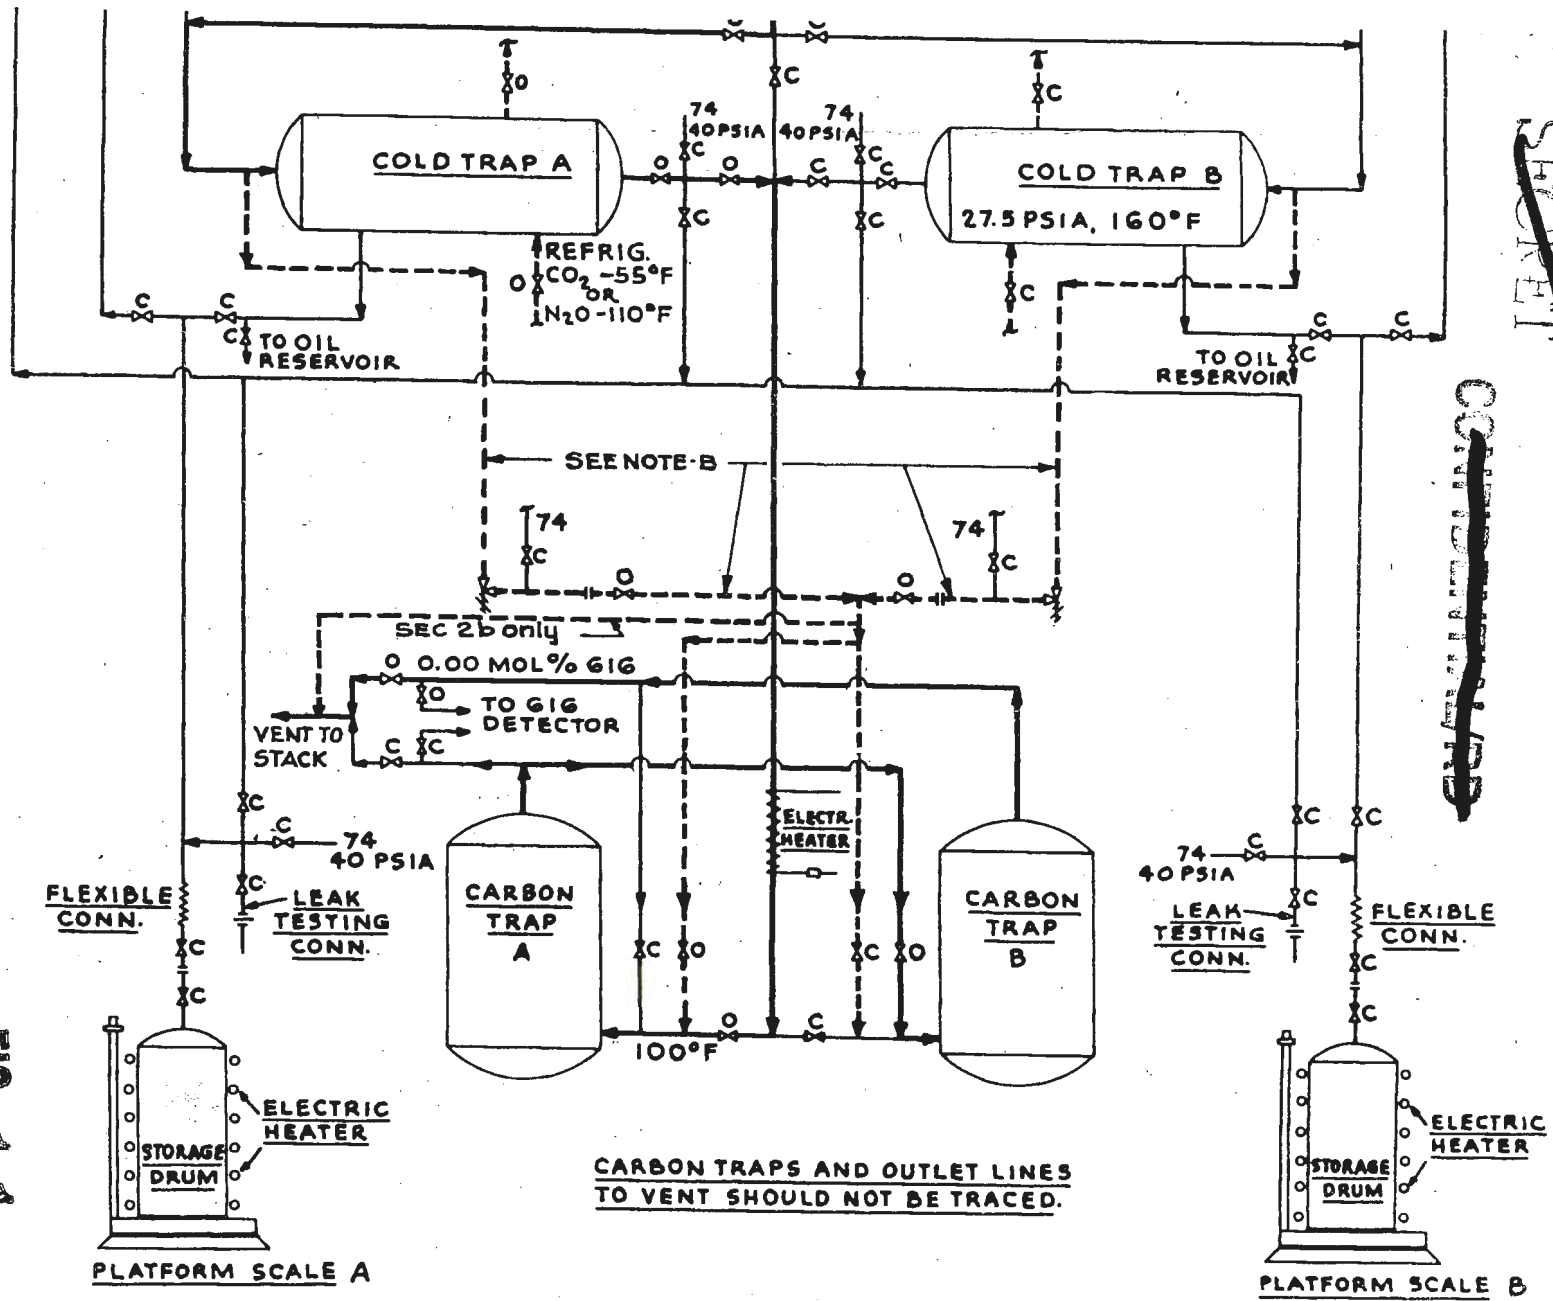 O
C
C
74
40 PSIA
74
40 PSIA
C
C
COLD TRAP A
O
O
C
C
COLD TRAP B
27.5 PSIA, 160°F
C
C
REFRIG.
CO2 -55°F
OR
N2O -110°F
O
C
C
C
C
TO OIL
RESERVOIR
C
C
C
TO OIL
RESERVOIR
SECRET
CONFIDENTIAL/RD
SEE NOTE-B
74
C
74
C
O
O
SEC 2b only
O
0.00 MOL % 616
O
TO 616
DETECTOR
VENT TO
STACK
C
C
ELECTR.
HEATER
C
C
74
40 PSIA
C
C
C
C
74
40 PSIA
C
FLEXIBLE
CONN.
LEAK
TESTING
CONN.
CARBON
TRAP
A
CARBON
TRAP
B
LEAK
TESTING
CONN.
FLEXIBLE
CONN.
C
O
C
O
C
C
C
C
O
C
100°F
STORAGE
DRUM
ELECTRIC
HEATER
STORAGE
DRUM
ELECTRIC
HEATER
CARBON TRAPS AND OUTLET LINES
TO VENT SHOULD NOT BE TRACED.
PLATFORM SCALE A
PLATFORM SCALE B